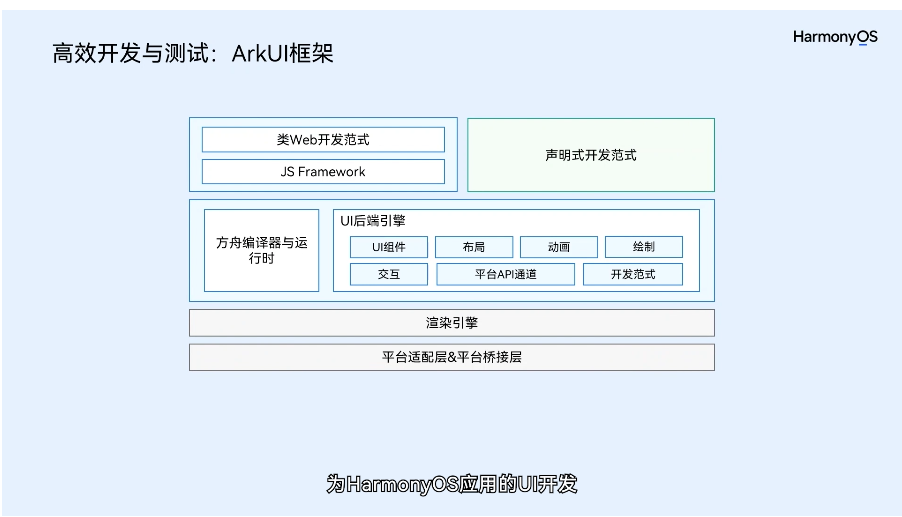 HarmonyOS
高效开发与测试：ArkUI框架
类Web开发范式
JS Framework
声明式开发范式
方舟编译器与运
行时
UI后端引擎
UI组件
布局
动画
绘制
交互
平台API通道
开发范式
渲染引擎
平台适配层&平台桥接层
为HarmonyOS应用的UI开发